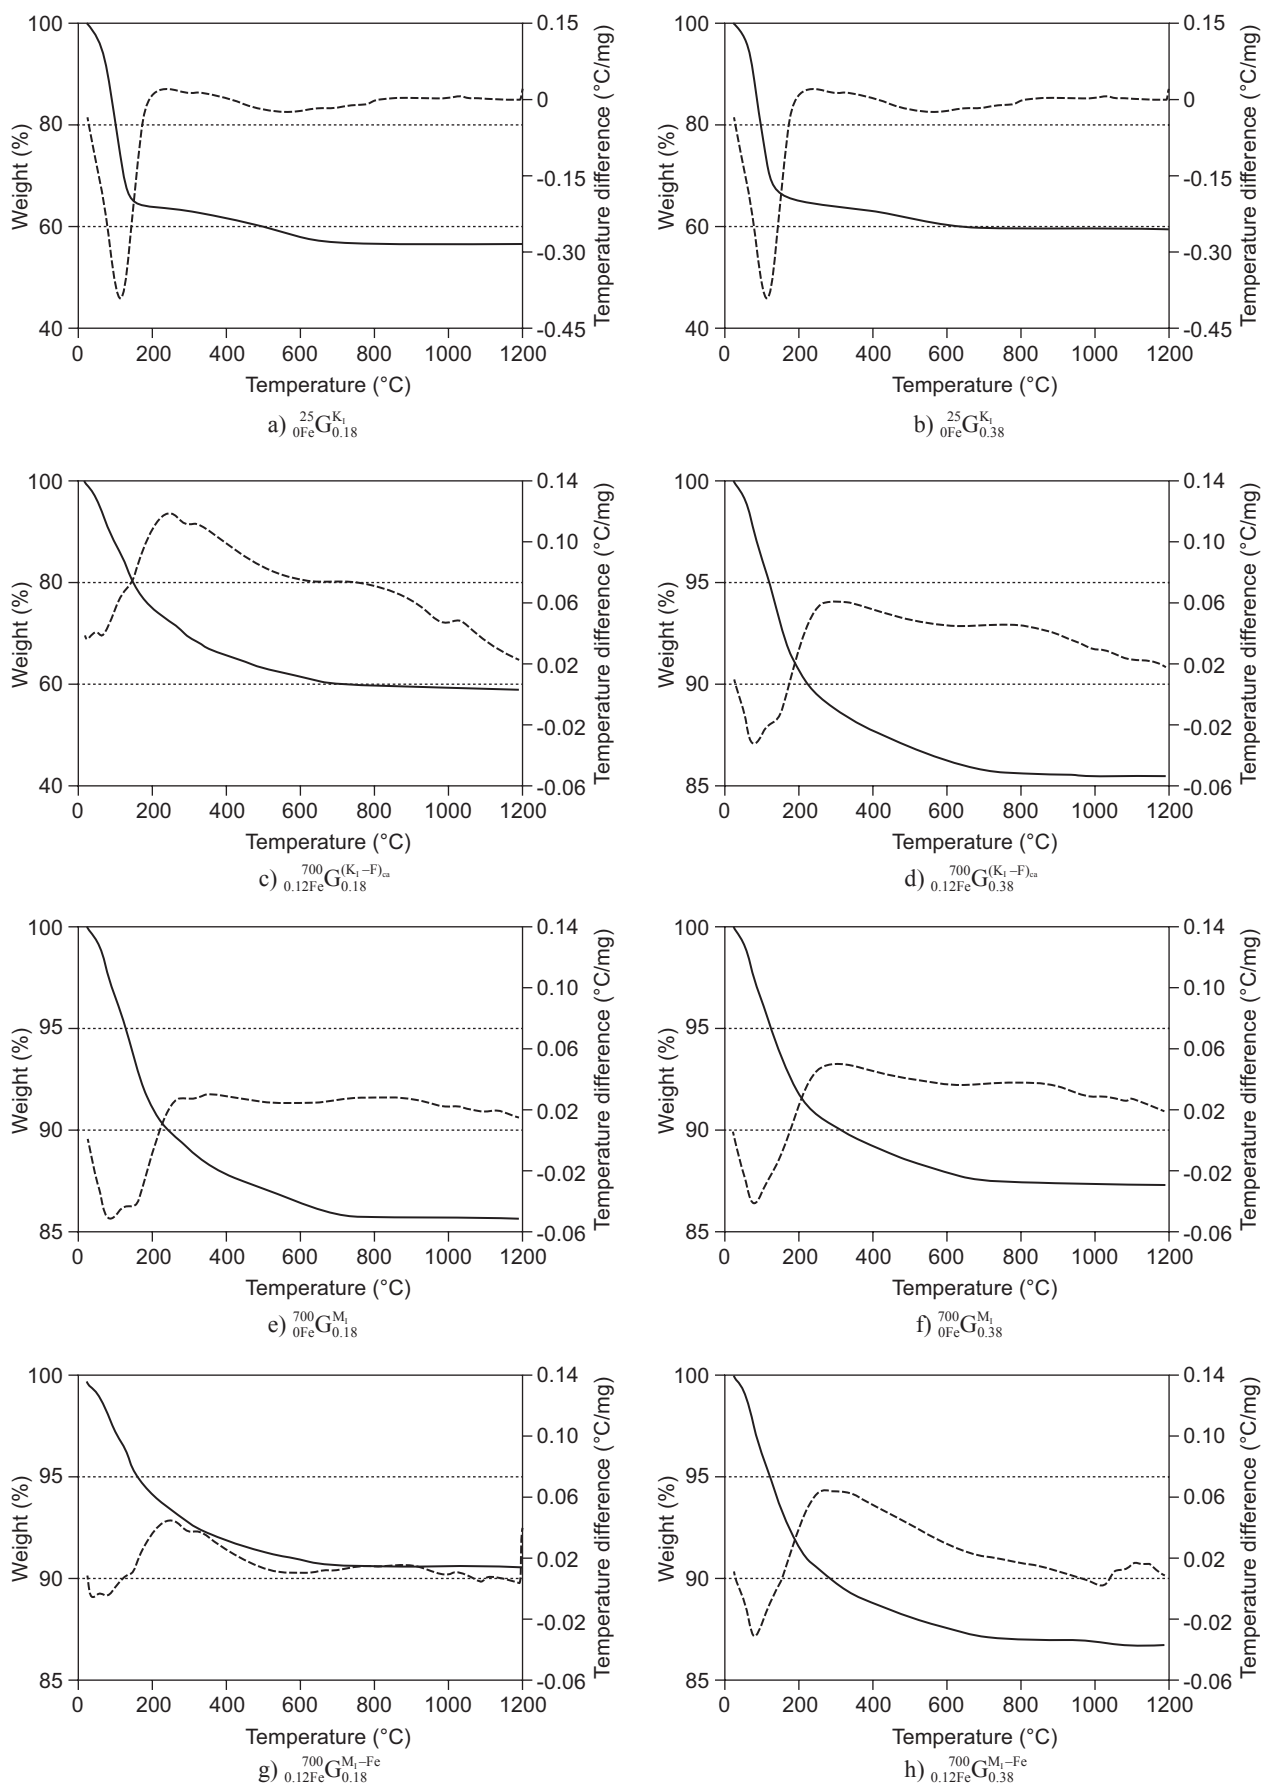 100
80
60
40
Weight (%)
0.15
0
-0.15
-0.30
-0.45
Temperature difference (°C/mg)
0 200 400 600 800 1000 1200
Temperature (°C)
a) ²⁵₀FeG^K₁_0.18
100
80
60
40
Weight (%)
0.15
0
-0.15
-0.30
-0.45
Temperature difference (°C/mg)
0 200 400 600 800 1000 1200
Temperature (°C)
b) ²⁵₀FeG^K₁_0.38
100
80
60
40
Weight (%)
0.14
0.10
0.06
0.02
-0.02
-0.06
Temperature difference (°C/mg)
0 200 400 600 800 1000 1200
Temperature (°C)
c) ⁷⁰⁰_0.12FeG^(K₁–F)ca_0.18
100
95
90
85
Weight (%)
0.14
0.10
0.06
0.02
-0.02
-0.06
Temperature difference (°C/mg)
0 200 400 600 800 1000 1200
Temperature (°C)
d) ⁷⁰⁰_0.12FeG^(K₁–F)ca_0.38
100
95
90
85
Weight (%)
0.14
0.10
0.06
0.02
-0.02
-0.06
Temperature difference (°C/mg)
0 200 400 600 800 1000 1200
Temperature (°C)
e) ⁷⁰⁰₀FeG^M₁_0.18
100
95
90
85
Weight (%)
0.14
0.10
0.06
0.02
-0.02
-0.06
Temperature difference (°C/mg)
0 200 400 600 800 1000 1200
Temperature (°C)
f) ⁷⁰⁰₀FeG^M₁_0.38
100
95
90
85
Weight (%)
0.14
0.10
0.06
0.02
-0.02
-0.06
Temperature difference (°C/mg)
0 200 400 600 800 1000 1200
Temperature (°C)
g) ⁷⁰⁰_0.12FeG^M₁–Fe_0.18
100
95
90
85
Weight (%)
0.14
0.10
0.06
0.02
-0.02
-0.06
Temperature difference (°C/mg)
0 200 400 600 800 1000 1200
Temperature (°C)
h) ⁷⁰⁰_0.12FeG^M₁–Fe_0.38